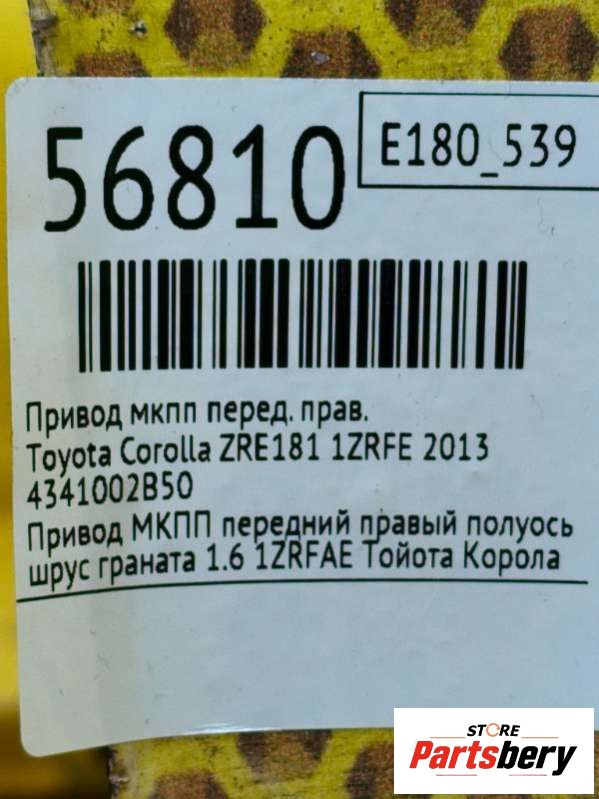 56810
E180_539
Привод мкпп перед. прав.
Toyota Corolla ZRE181 1ZRFE 2013
4341002B50
Привод МКПП передний правый полуось
шрус граната 1.6 1ZRFAE Тойота Корола
STORE
Partsbery